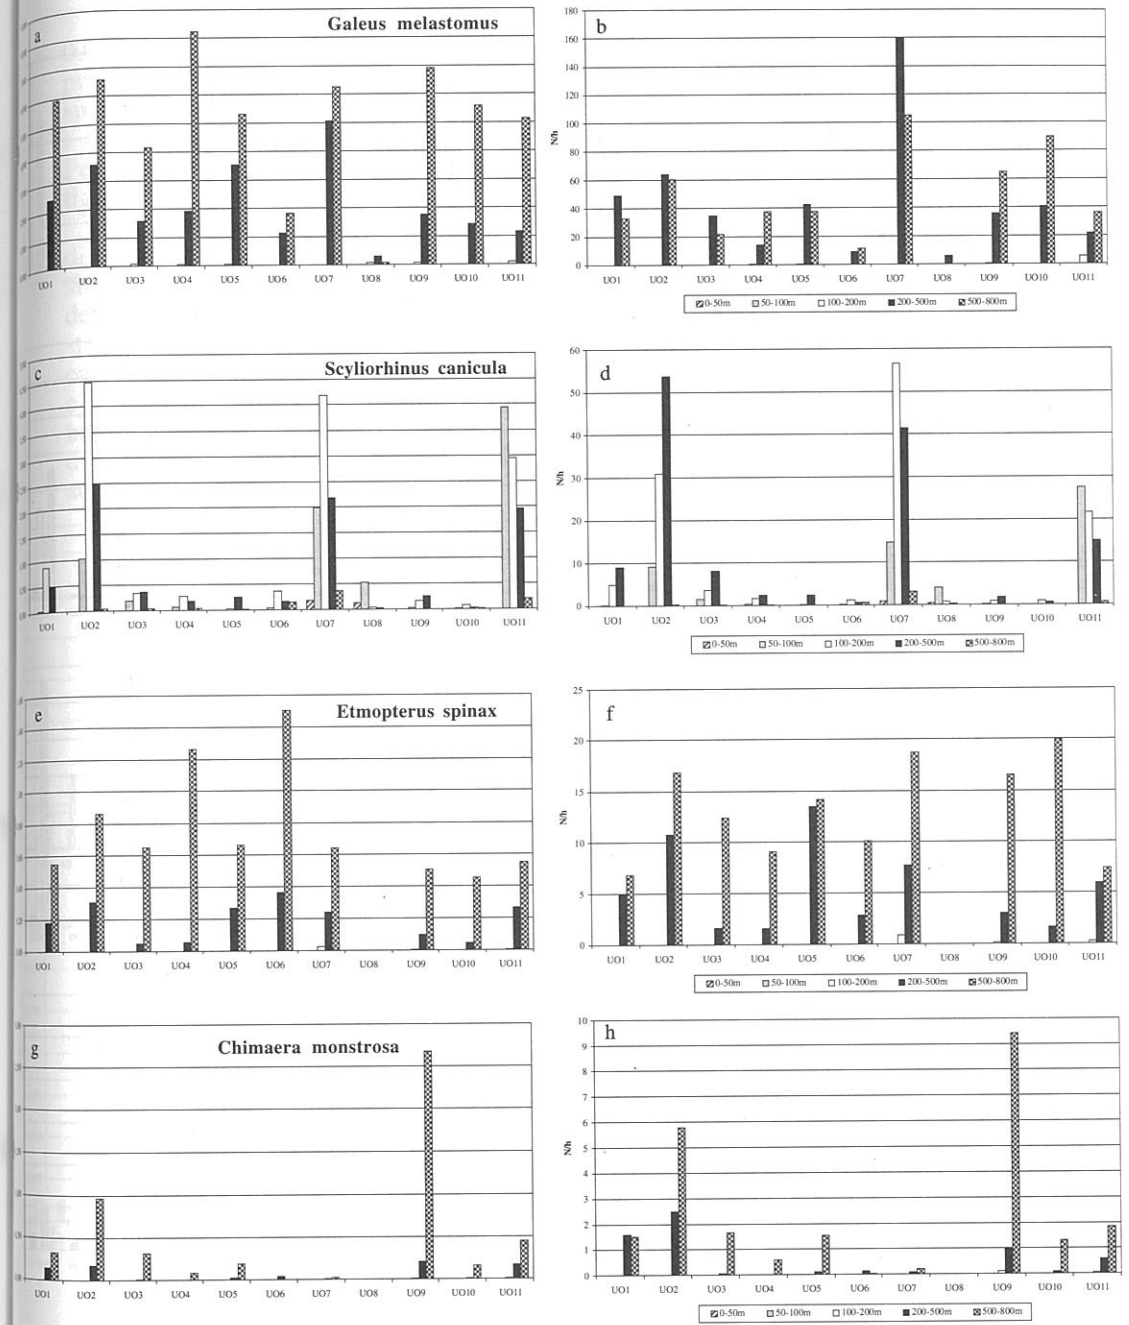 a
Galeus melastomus
UO1 UO2 UO3 UO4 UO5 UO6 UO7 UO8 UO9 UO10 UO11
b
180
160
140
120
100
80
60
40
20
0
N/h
UO1 UO2 UO3 UO4 UO5 UO6 UO7 UO8 UO9 UO10 UO11
0-50m 50-100m 100-200m 200-500m 500-800m
c
Scyliorhinus canicula
UO1 UO2 UO3 UO4 UO5 UO6 UO7 UO8 UO9 UO10 UO11
d
60
50
40
30
20
10
0
N/h
UO1 UO2 UO3 UO4 UO5 UO6 UO7 UO8 UO9 UO10 UO11
0-50m 50-100m 100-200m 200-500m 500-800m
e
Etmopterus spinax
UO1 UO2 UO3 UO4 UO5 UO6 UO7 UO8 UO9 UO10 UO11
f
25
20
15
10
5
0
N/h
UO1 UO2 UO3 UO4 UO5 UO6 UO7 UO8 UO9 UO10 UO11
0-50m 50-100m 100-200m 200-500m 500-800m
g
Chimaera monstrosa
UO1 UO2 UO3 UO4 UO5 UO6 UO7 UO8 UO9 UO10 UO11
h
10
9
8
7
6
5
4
3
2
1
0
N/h
UO1 UO2 UO3 UO4 UO5 UO6 UO7 UO8 UO9 UO10 UO11
0-50m 50-100m 100-200m 200-500m 500-800m